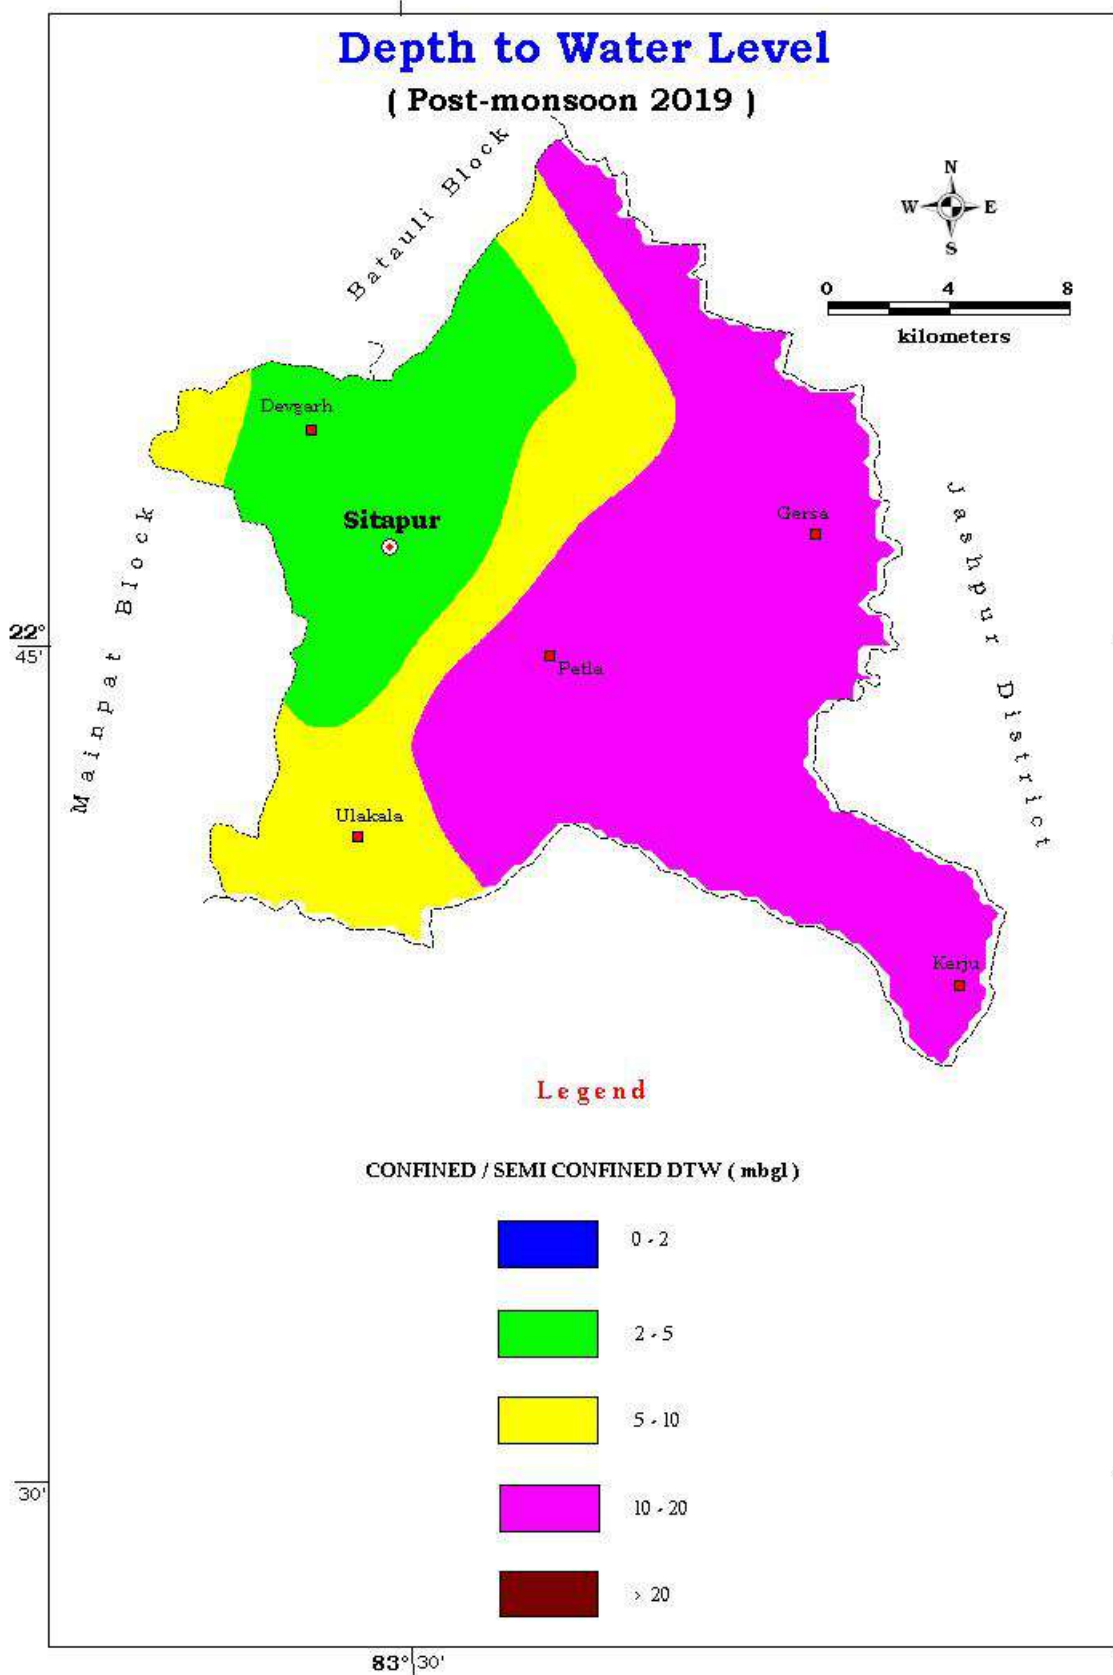 Depth to Water Level
( Post-monsoon 2019 )
Batauli Block
N
W E
S
0 4 8
kilometers
Devgarh
Mainpat Block
Sitapur
Gersa
Jashpur District
22°
45'
Petla
Ulakala
Karju
Legend
CONFINED / SEMI CONFINED DTW ( mbgl )
0 - 2
2 - 5
5 - 10
30'
10 - 20
> 20
83° 30'